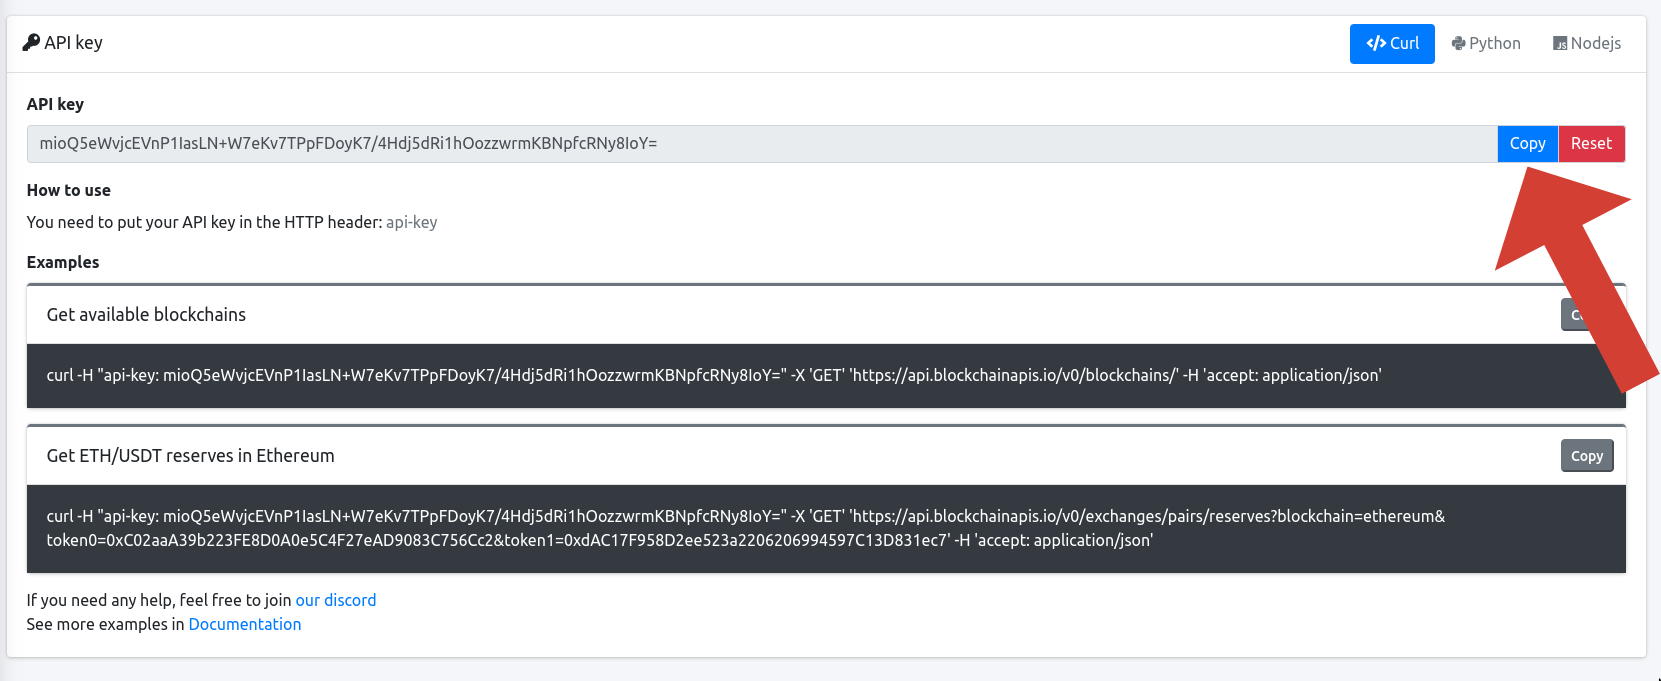 API key
Curl
Python
JS
Nodejs
API key
mioQ5eWvjcEVnP1IasLN+W7eKv7TPpFDoyK7/4Hdj5dRi1hOozzwrmKBNpfcRNy8IoY=
Copy
Reset
How to use
You need to put your API key in the HTTP header: api-key
Examples
Get available blockchains
curl -H "api-key: mioQ5eWvjcEVnP1IasLN+W7eKv7TPpFDoyK7/4Hdj5dRi1hOozzwrmKBNpfcRNy8IoY=" -X 'GET' 'https://api.blockchainapis.io/v0/blockchains/' -H 'accept: application/json'
Get ETH/USDT reserves in Ethereum
Copy
curl -H "api-key: mioQ5eWvjcEVnP1IasLN+W7eKv7TPpFDoyK7/4Hdj5dRi1hOozzwrmKBNpfcRNy8IoY=" -X 'GET' 'https://api.blockchainapis.io/v0/exchanges/pairs/reserves?blockchain=ethereum&
token0=0xC02aaA39b223FE8D0A0e5C4F27eAD9083C756Cc2&token1=0xdAC17F958D2ee523a2206206994597C13D831ec7' -H 'accept: application/json'
If you need any help, feel free to join our discord
See more examples in Documentation